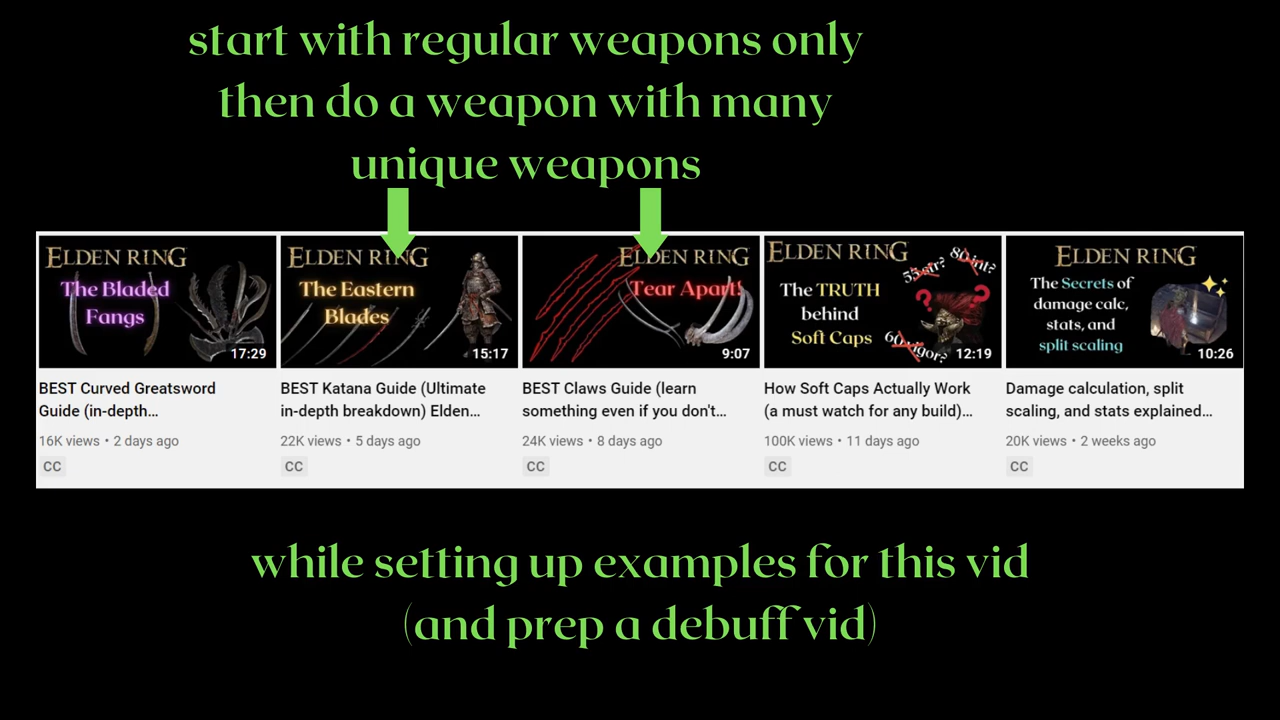 start with regular weapons only
then do a weapon with many
unique weapons
ELDEN RING
The Bladed
Fangs
17:29
ELDEN RING
The Eastern
Blades
15:17
ELDEN RING
Tear Apart!
9:07
ELDEN RING
55 str?
80 int?
The TRUTH
behind
Soft Caps
?
?
60 vigor?
12:19
ELDEN RING
The Secrets of
damage calc,
stats, and
split scaling
10:26
BEST Curved Greatsword
Guide (in-depth...
16K views • 2 days ago
CC
BEST Katana Guide (Ultimate
in-depth breakdown) Elden...
22K views • 5 days ago
CC
BEST Claws Guide (learn
something even if you don't...
24K views • 8 days ago
CC
How Soft Caps Actually Work
(a must watch for any build)...
100K views • 11 days ago
CC
Damage calculation, split
scaling, and stats explained...
20K views • 2 weeks ago
CC
while setting up examples for this vid
(and prep a debuff vid)